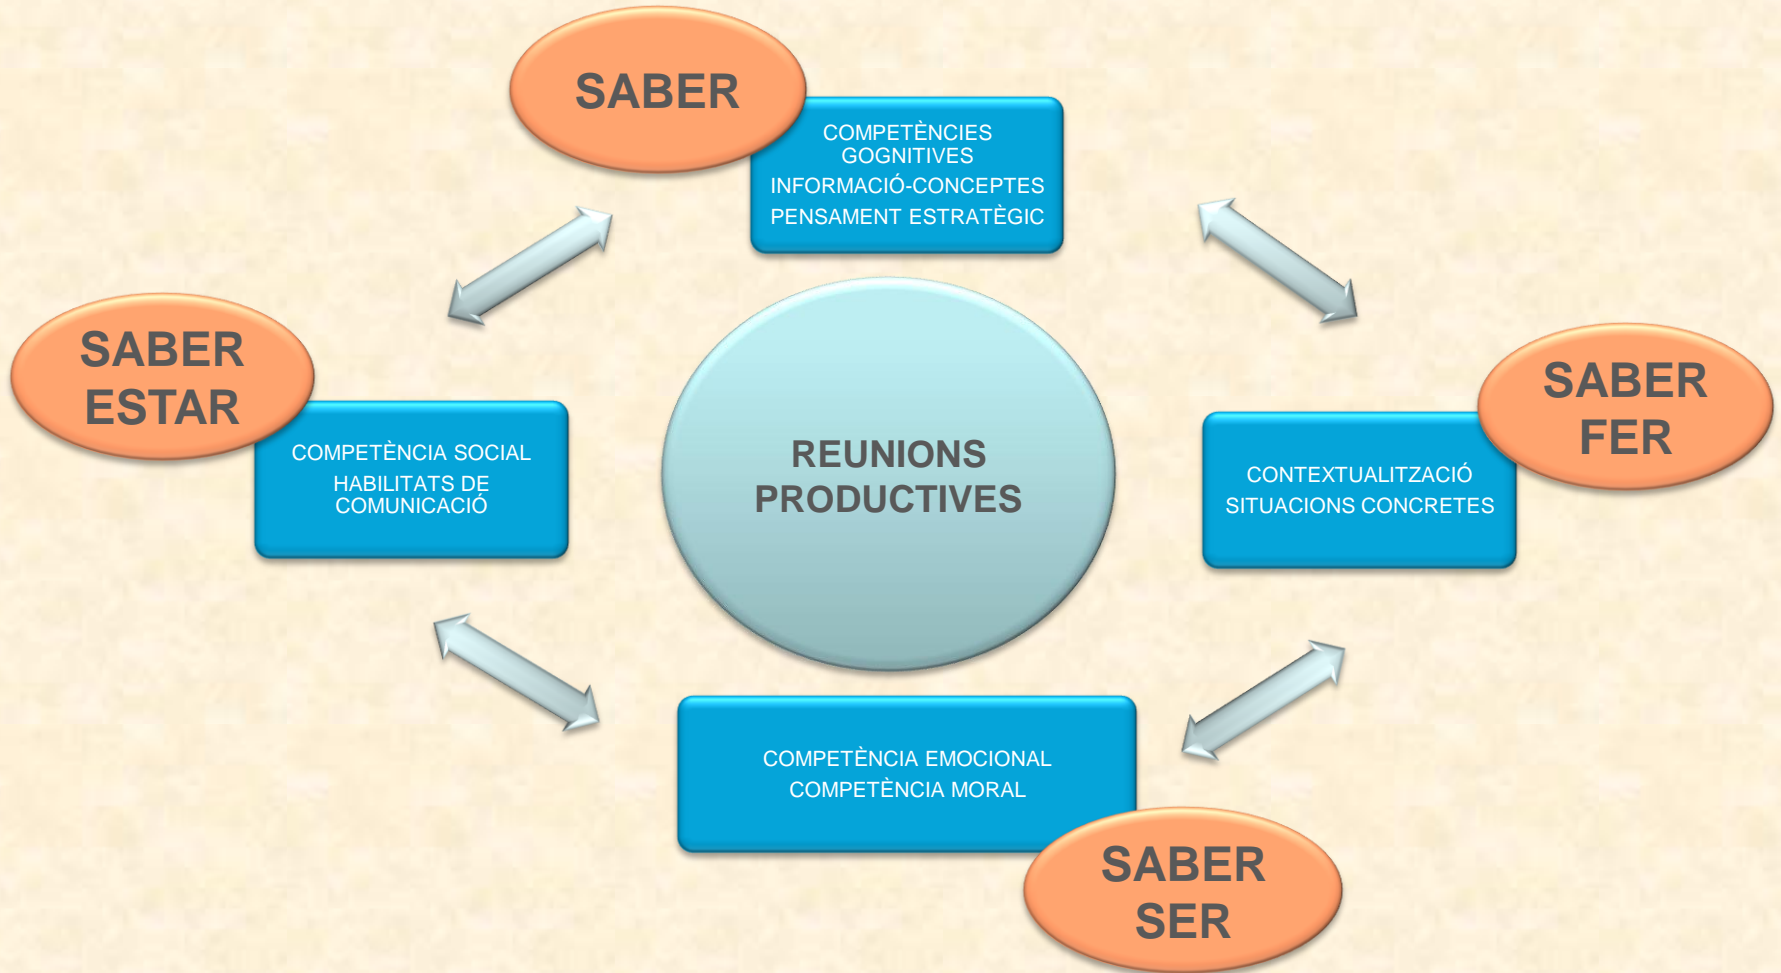 SABER
COMPETÈNCIES
GOGNITIVES
INFORMACIÓ-CONCEPTES
PENSAMENT ESTRATÈGIC
SABER
ESTAR
COMPETÈNCIA SOCIAL
HABILITATS DE
COMUNICACIÓ
REUNIONS
PRODUCTIVES
SABER
FER
CONTEXTUALITZACIÓ
SITUACIONS CONCRETES
COMPETÈNCIA EMOCIONAL
COMPETÈNCIA MORAL
SABER
SER